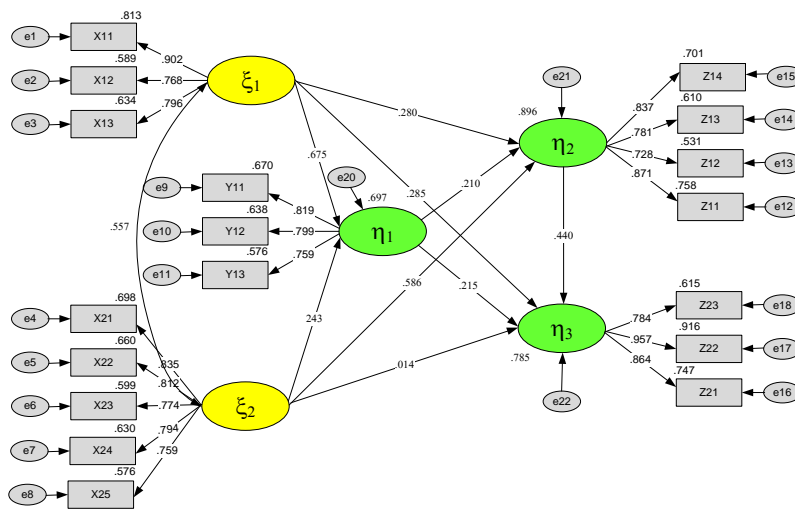 .813
e1 X11
.902
.589
e2 X12
.768
.634
e3 X13
.796
ξ1
.557
.675
.280
.285
e9 Y11
.670
.819
e10 Y12
.638
.799
e11 Y13
.576
.759
e20
.697
η1
.210
.215
e4 X21
.698
.835
e5 X22
.660
.812
e6 X23
.599
.774
e7 X24
.630
.794
e8 X25
.576
.759
ξ2
.243
.586
.014
e21
.896
η2
.440
.701
Z14 e15
.837
.610
Z13 e14
.781
.531
Z12 e13
.728
.758
Z11 e12
.871
η3
.785
e22
.615
Z23 e18
.784
.916
Z22 e17
.957
.747
Z21 e16
.864